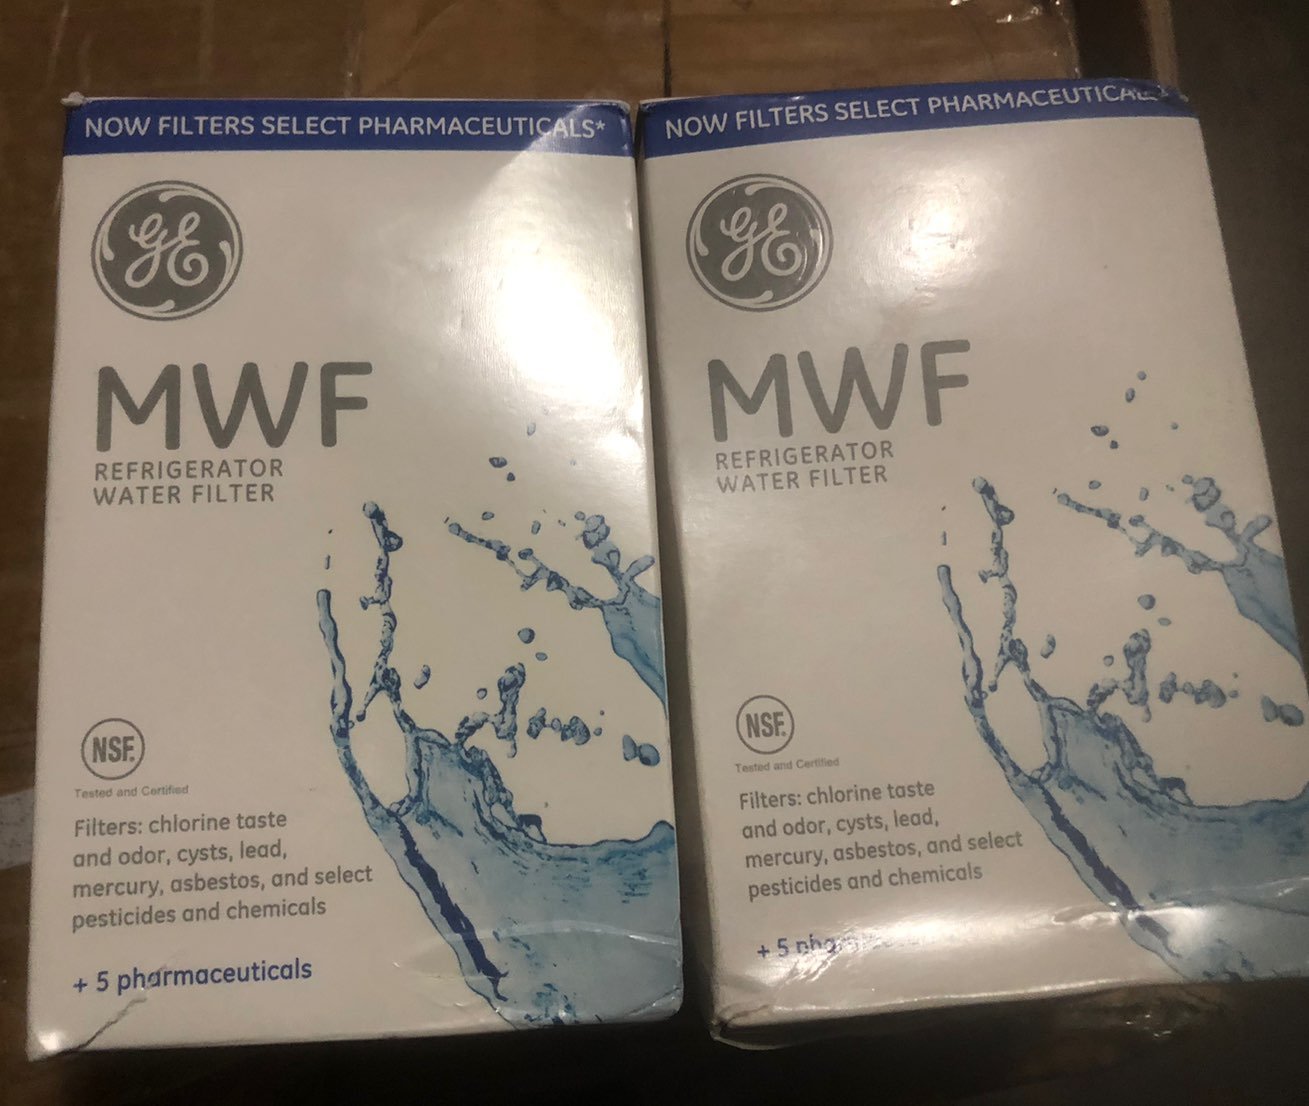 NOW FILTERS SELECT PHARMACEUTICALS*
GE
MWF
REFRIGERATOR
WATER FILTER
NSF.
Tested and Certified
Filters: chlorine taste
and odor, cysts, lead,
mercury, asbestos, and select
pesticides and chemicals
+ 5 pharmaceuticals
NOW FILTERS SELECT PHARMACEUTICALS*
GE
MWF
REFRIGERATOR
WATER FILTER
NSF.
Tested and Certified
Filters: chlorine taste
and odor, cysts, lead,
mercury, asbestos, and select
pesticides and chemicals
+ 5